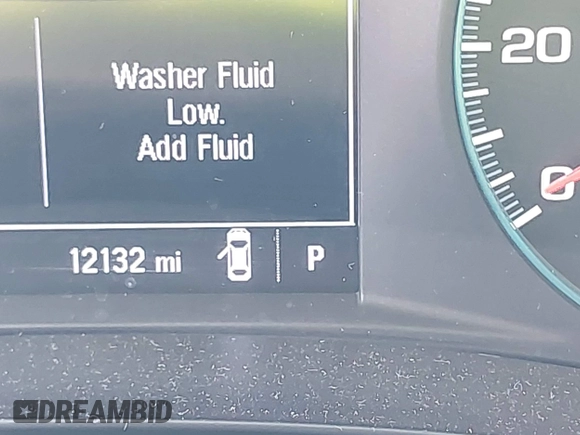 Washer Fluid
Low.
Add Fluid
20
0
12132 mi
P
DREAMBID